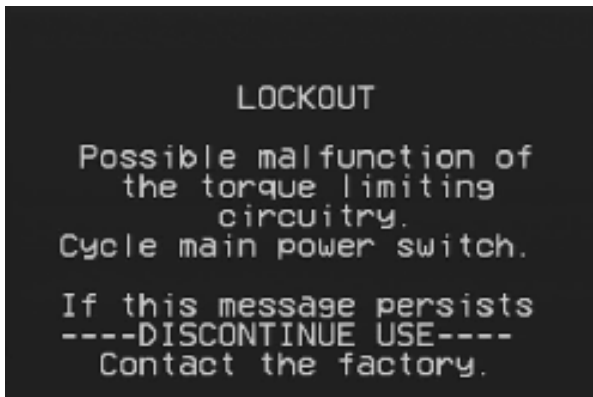 LOCKOUT
Possible malfunction of
the torque limiting
circuitry.
Cycle main power switch.
If this message persists
----DISCONTINUE USE----
Contact the factory.